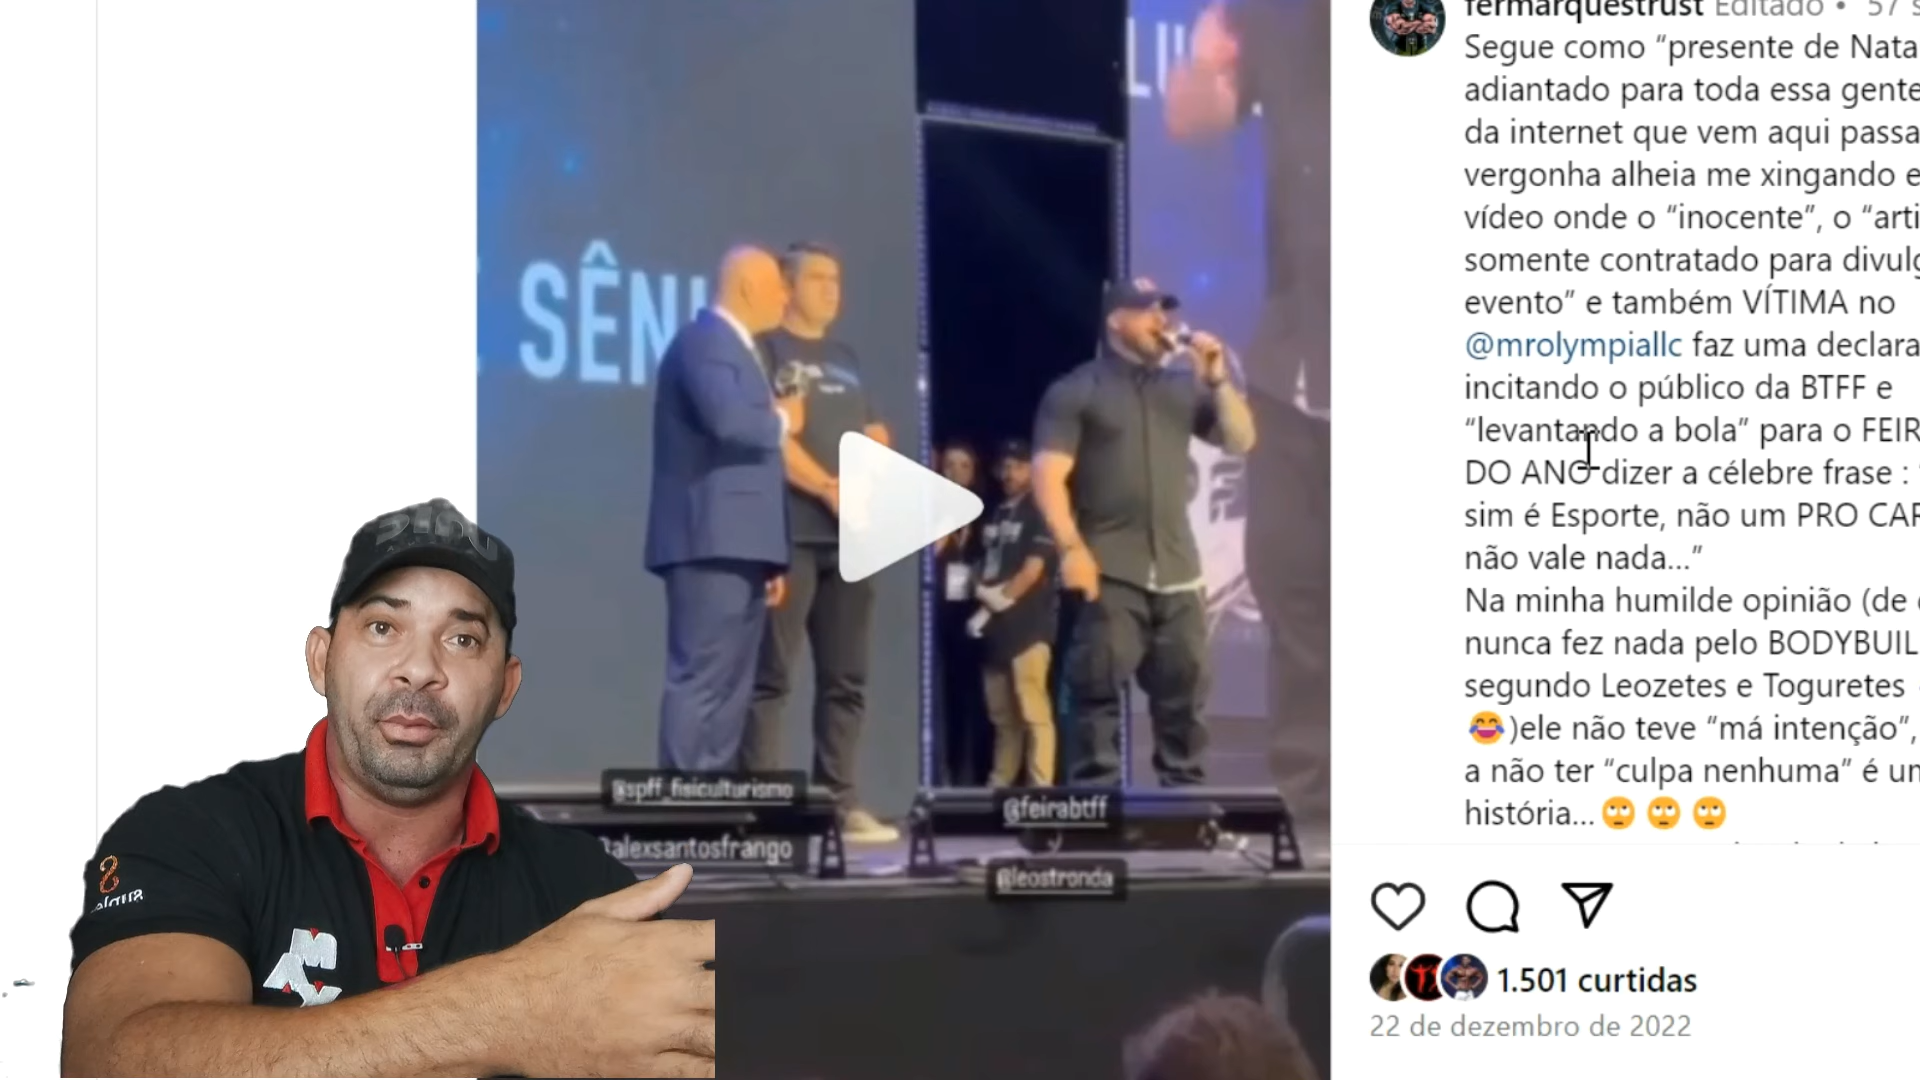 fermarquestrust Editado • 57 s
Segue como “presente de Nata
adiantado para toda essa gente
da internet que vem aqui passa
vergonha alheia me xingando e
vídeo onde o “inocente”, o “arti
somente contratado para divulg
evento” e também VÍTIMA no
@mrolympiallc faz uma declara
incitando o público da BTFF e
“levantando a bola” para o FEIR
DO ANO dizer a célebre frase : “
sim é Esporte, não um PRO CAR
não vale nada...”
Na minha humilde opinião (de
nunca fez nada pelo BODYBUIL
segundo Leozetes e Toguretes
😂)ele não teve “má intenção”,
a não ter “culpa nenhuma” é un
história...🙄 🙄 🙄
1.501 curtidas
22 de dezembro de 2022
SÊNI
LU
@spff_fisiculturismo
@alexsantosfrango
@feirabtff
@leostronda